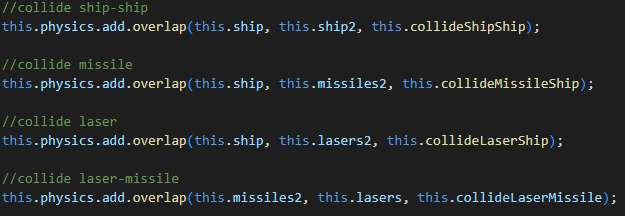 //collide ship-ship
this.physics.add.overlap(this.ship, this.ship2, this.collideShipShip);
//collide missile
this.physics.add.overlap(this.ship, this.missiles2, this.collideMissileShip);
//collide laser
this.physics.add.overlap(this.ship, this.lasers2, this.collideLaserShip);
//collide laser-missile
this.physics.add.overlap(this.missiles2, this.lasers, this.collideLaserMissile);